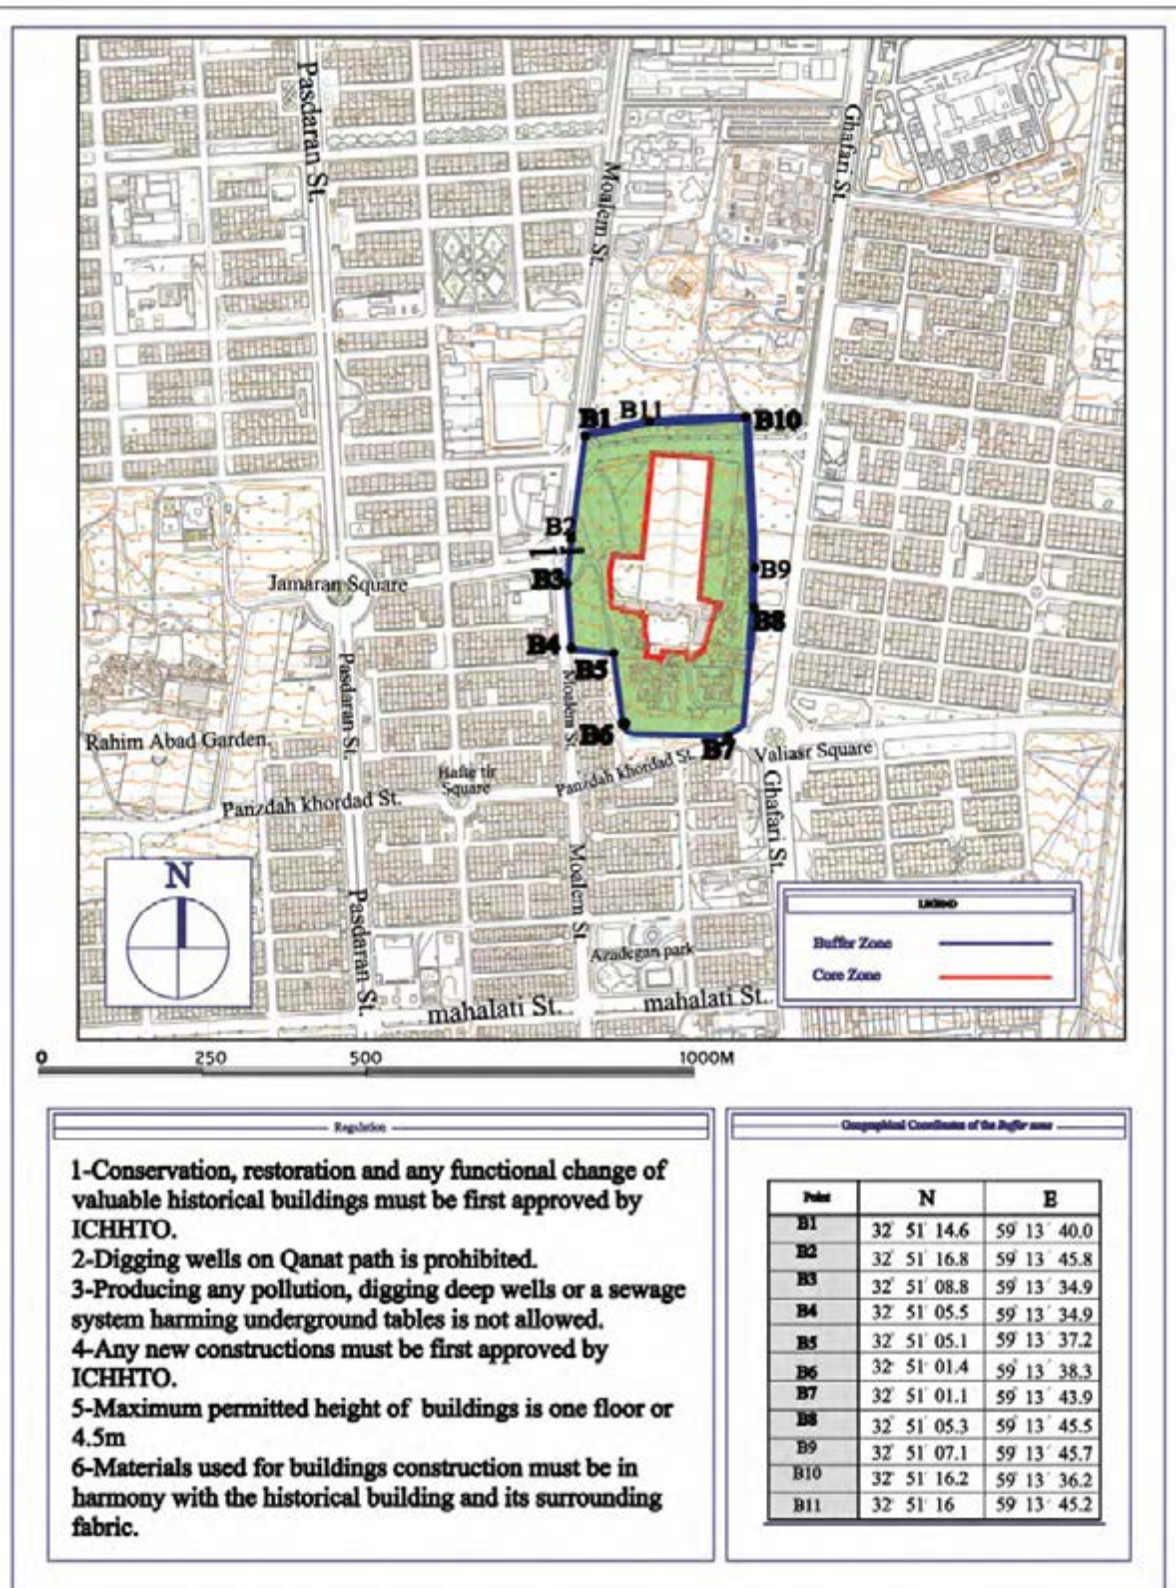 Pasdaran St.
Moalem St.
Ghafari St.
B1
B11
B10
B2
B3
B9
Jamaran Square
B8
B4
B5
Pasdaran St.
Moalem St.
B6
B7
Rahim Abad Garden.
Valiasr Square
Hafte tir
Square
Panzdah khordad St.
Panzdah khordad St.
Ghafari St.
N
Moalem St
Pasdaran St.
Azadegan park
mahalati St.
mahalati St..
LEGEND
Buffer Zone
Core Zone
0 250 500 1000M
Regulation
1-Conservation, restoration and any functional change of
valuable historical buildings must be first approved by
ICHHTO.
2-Digging wells on Qanat path is prohibited.
3-Producing any pollution, digging deep wells or a sewage
system harming underground tables is not allowed.
4-Any new constructions must be first approved by
ICHHTO.
5-Maximum permitted height of buildings is one floor or
4.5m
6-Materials used for buildings construction must be in
harmony with the historical building and its surrounding
fabric.
Geographical Coordinates of the Buffer zone
Point N E
B1 32° 51' 14.6 59° 13' 40.0
B2 32° 51' 16.8 59° 13' 45.8
B3 32° 51' 08.8 59° 13' 34.9
B4 32° 51' 05.5 59° 13' 34.9
B5 32° 51' 05.1 59° 13' 37.2
B6 32° 51' 01.4 59° 13' 38.3
B7 32° 51' 01.1 59° 13' 43.9
B8 32° 51' 05.3 59° 13' 45.5
B9 32° 51' 07.1 59° 13' 45.7
B10 32° 51' 16.2 59° 13' 36.2
B11 32° 51' 16 59° 13' 45.2